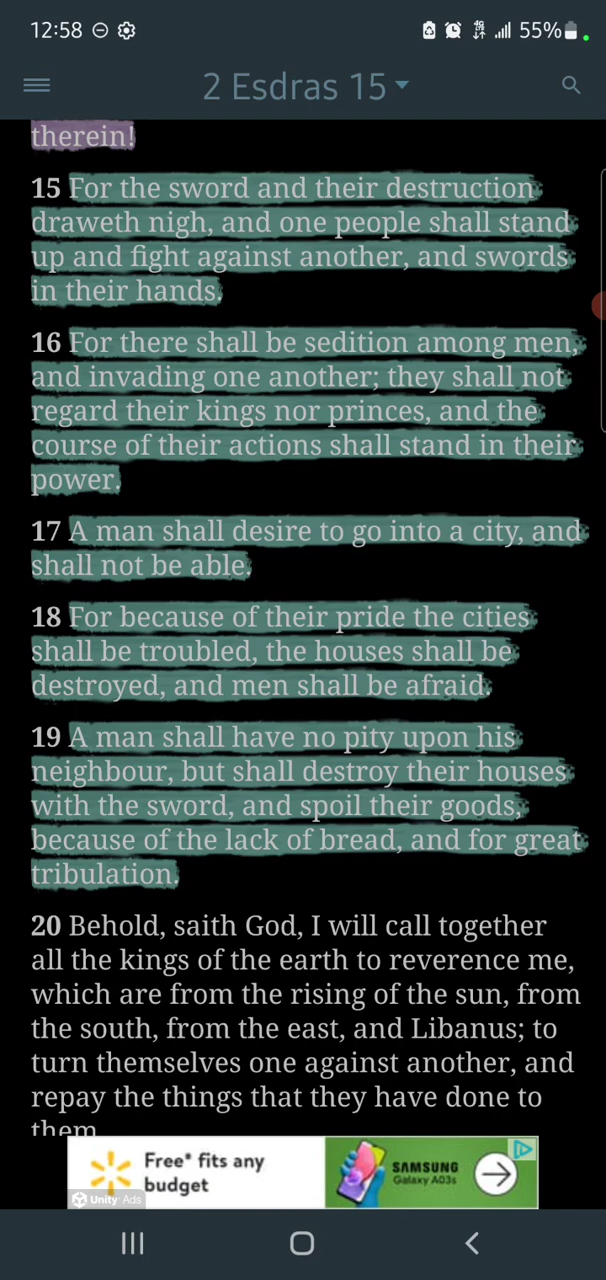 12:58
4G
55%
2 Esdras 15
therein!
15 For the sword and their destruction
draweth nigh, and one people shall stand
up and fight against another, and swords
in their hands.
16 For there shall be sedition among men,
and invading one another; they shall not
regard their kings nor princes, and the
course of their actions shall stand in their
power.
17 A man shall desire to go into a city, and
shall not be able.
18 For because of their pride the cities
shall be troubled, the houses shall be
destroyed, and men shall be afraid.
19 A man shall have no pity upon his
neighbour, but shall destroy their houses
with the sword, and spoil their goods,
because of the lack of bread, and for great
tribulation.
20 Behold, saith God, I will call together
all the kings of the earth to reverence me,
which are from the rising of the sun, from
the south, from the east, and Libanus; to
turn themselves one against another, and
repay the things that they have done to
them
Free* fits any
budget
SAMSUNG
Galaxy A03s
Unity Ads